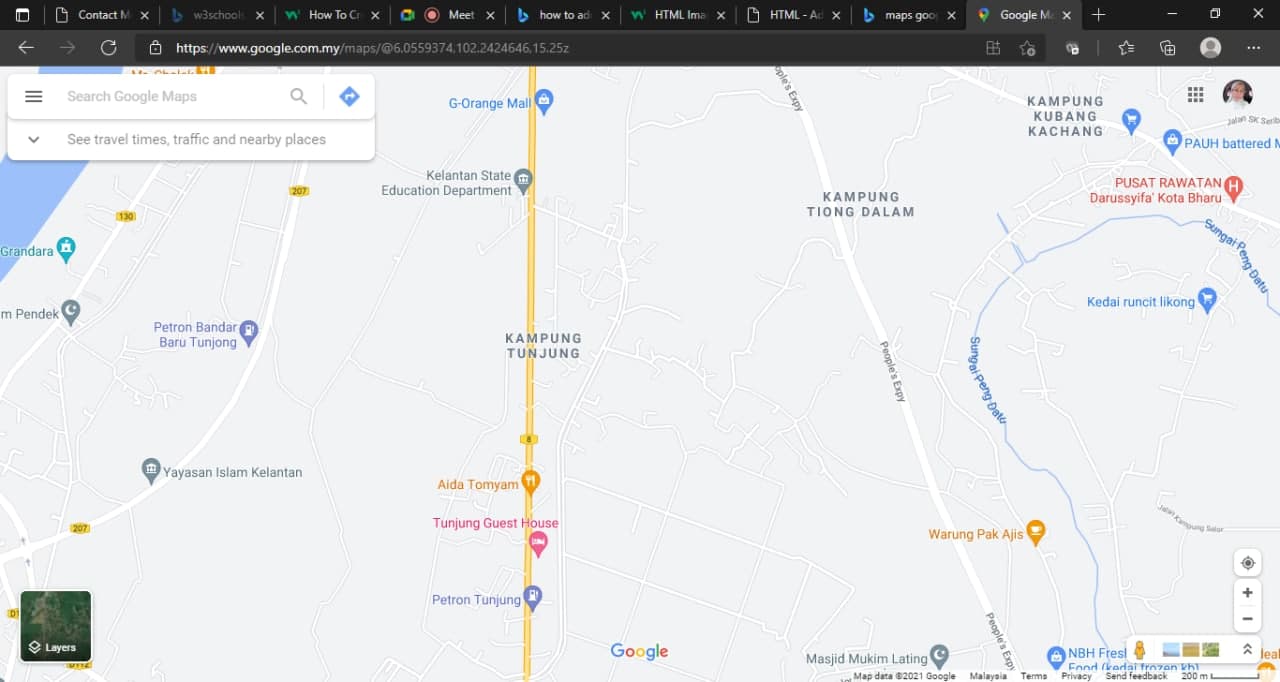 Contact M
w3schools
How To Cr
Meet
how to ad
HTML Ima
HTML - Ad
maps goo
Google Ma
https://www.google.com.my/maps/@6.0559374,102.2424646,15.25z
Search Google Maps
See travel times, traffic and nearby places
G-Orange Mall
People's Expy
KAMPUNG
KUBANG
KACHANG
PAUH battered M
Kelantan State
Education Department
207
130
KAMPUNG
TIONG DALAM
PUSAT RAWATAN
Darussyifa' Kota Bharu
Grandara
Sungai Peng Datu
m Pendek
Petron Bandar
Baru Tunjong
KAMPUNG
TUNJUNG
Kedai runcit likong
People's Expy
Sungai Peng Datu
8
Yayasan Islam Kelantan
Aida Tomyam
207
Tunjung Guest House
Warung Pak Ajis
Jalan Kampung Salor
Petron Tunjung
Layers
D112
Google
People's Expy
Masjid Mukim Lating
NBH Fresh
Food (kedai frozen kb)
Map data ©2021 Google
Malaysia
Terms
Privacy
Send feedback
200 m